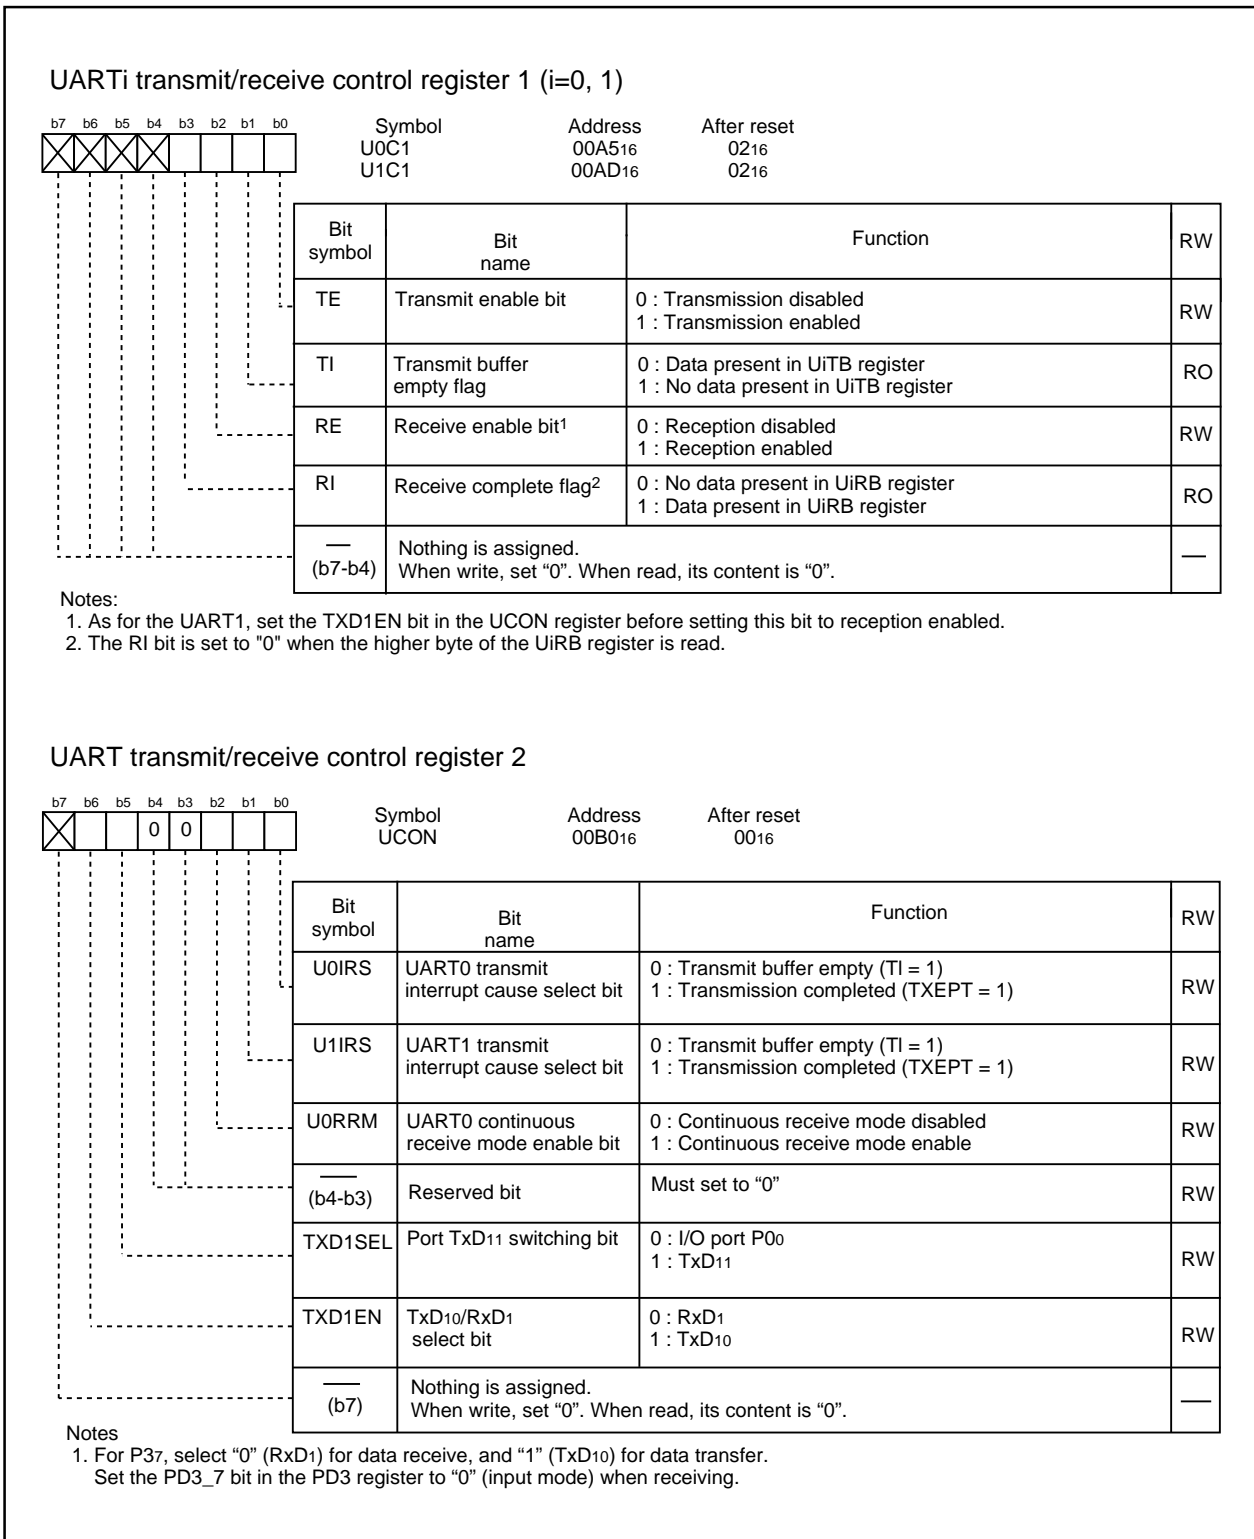 UARTi transmit/receive control register 1 (i=0, 1)
b7 b6 b5 b4 b3 b2 b1 b0
Symbol Address After reset
U0C1 00A516 0216
U1C1 00AD16 0216
Bit symbol Bit name Function RW
TE Transmit enable bit 0 : Transmission disabled RW
1 : Transmission enabled
TI Transmit buffer 0 : Data present in UiTB register RO
empty flag 1 : No data present in UiTB register
RE Receive enable bit1 0 : Reception disabled RW
1 : Reception enabled
RI Receive complete flag2 0 : No data present in UiRB register RO
1 : Data present in UiRB register
— Nothing is assigned. —
(b7-b4) When write, set “0”. When read, its content is “0”.
Notes:
1. As for the UART1, set the TXD1EN bit in the UCON register before setting this bit to reception enabled.
2. The RI bit is set to "0" when the higher byte of the UiRB register is read.
UART transmit/receive control register 2
b7 b6 b5 b4 b3 b2 b1 b0
0 0
Symbol Address After reset
UCON 00B016 0016
Bit symbol Bit name Function RW
U0IRS UART0 transmit 0 : Transmit buffer empty (TI = 1) RW
interrupt cause select bit 1 : Transmission completed (TXEPT = 1)
U1IRS UART1 transmit 0 : Transmit buffer empty (TI = 1) RW
interrupt cause select bit 1 : Transmission completed (TXEPT = 1)
U0RRM UART0 continuous 0 : Continuous receive mode disabled RW
receive mode enable bit 1 : Continuous receive mode enable
— (b4-b3) Reserved bit Must set to “0” RW
TXD1SEL Port TxD11 switching bit 0 : I/O port P00 RW
1 : TxD11
TXD1EN TxD10/RxD1 0 : RxD1 RW
select bit 1 : TxD10
— Nothing is assigned. —
(b7) When write, set “0”. When read, its content is “0”.
Notes
1. For P37, select “0” (RxD1) for data receive, and “1” (TxD10) for data transfer.
Set the PD3_7 bit in the PD3 register to “0” (input mode) when receiving.